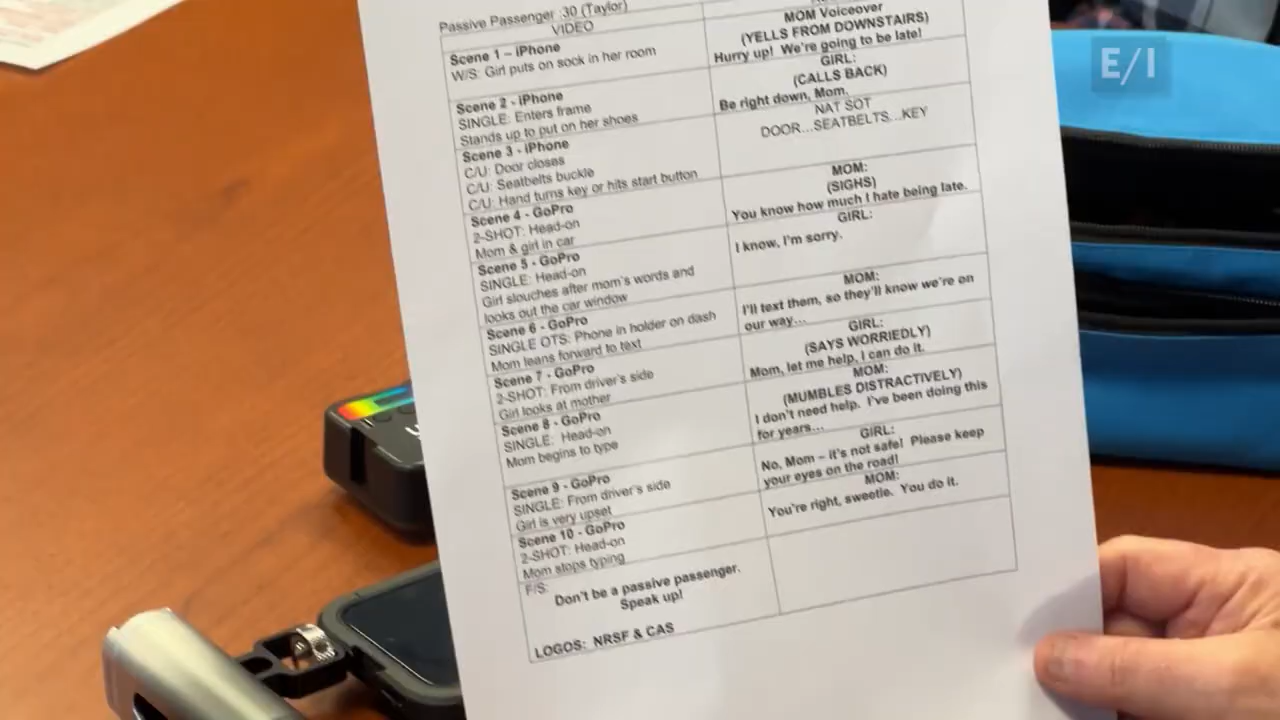 Passive Passenger :30 (Taylor)
VIDEO
Scene 1 – iPhone
W/S: Girl puts on sock in her room
MOM Voiceover
(YELLS FROM DOWNSTAIRS)
Hurry up! We're going to be late!
Scene 2 - iPhone
SINGLE: Enters frame
Stands up to put on her shoes
GIRL:
(CALLS BACK)
Be right down, Mom.
Scene 3 - iPhone
C/U: Door closes
C/U: Seatbelts buckle
C/U: Hand turns key or hits start button
NAT SOT
DOOR...SEATBELTS...KEY
Scene 4 - GoPro
2-SHOT: Head-on
Mom & girl in car
MOM:
(SIGHS)
You know how much I hate being late.
Scene 5 - GoPro
SINGLE: Head-on
Girl slouches after mom's words and
looks out the car window
GIRL:
I know, I'm sorry.
Scene 6 - GoPro
SINGLE OTS: Phone in holder on dash
Mom leans forward to text
MOM:
I'll text them, so they'll know we're on
our way...
Scene 7 - GoPro
2-SHOT: From driver's side
Girl looks at mother
GIRL:
(SAYS WORRIEDLY)
Mom, let me help, I can do it.
Scene 8 - GoPro
SINGLE: Head-on
Mom begins to type
MOM:
(MUMBLES DISTRACTIVELY)
I don't need help. I've been doing this
for years...
Scene 9 - GoPro
SINGLE: From driver's side
Girl is very upset
GIRL:
No, Mom – it's not safe! Please keep
your eyes on the road!
Scene 10 - GoPro
2-SHOT: Head-on
Mom stops typing
MOM:
You're right, sweetie. You do it.
F/S:
Don't be a passive passenger.
Speak up!
LOGOS: NRSF & CAS
E/I